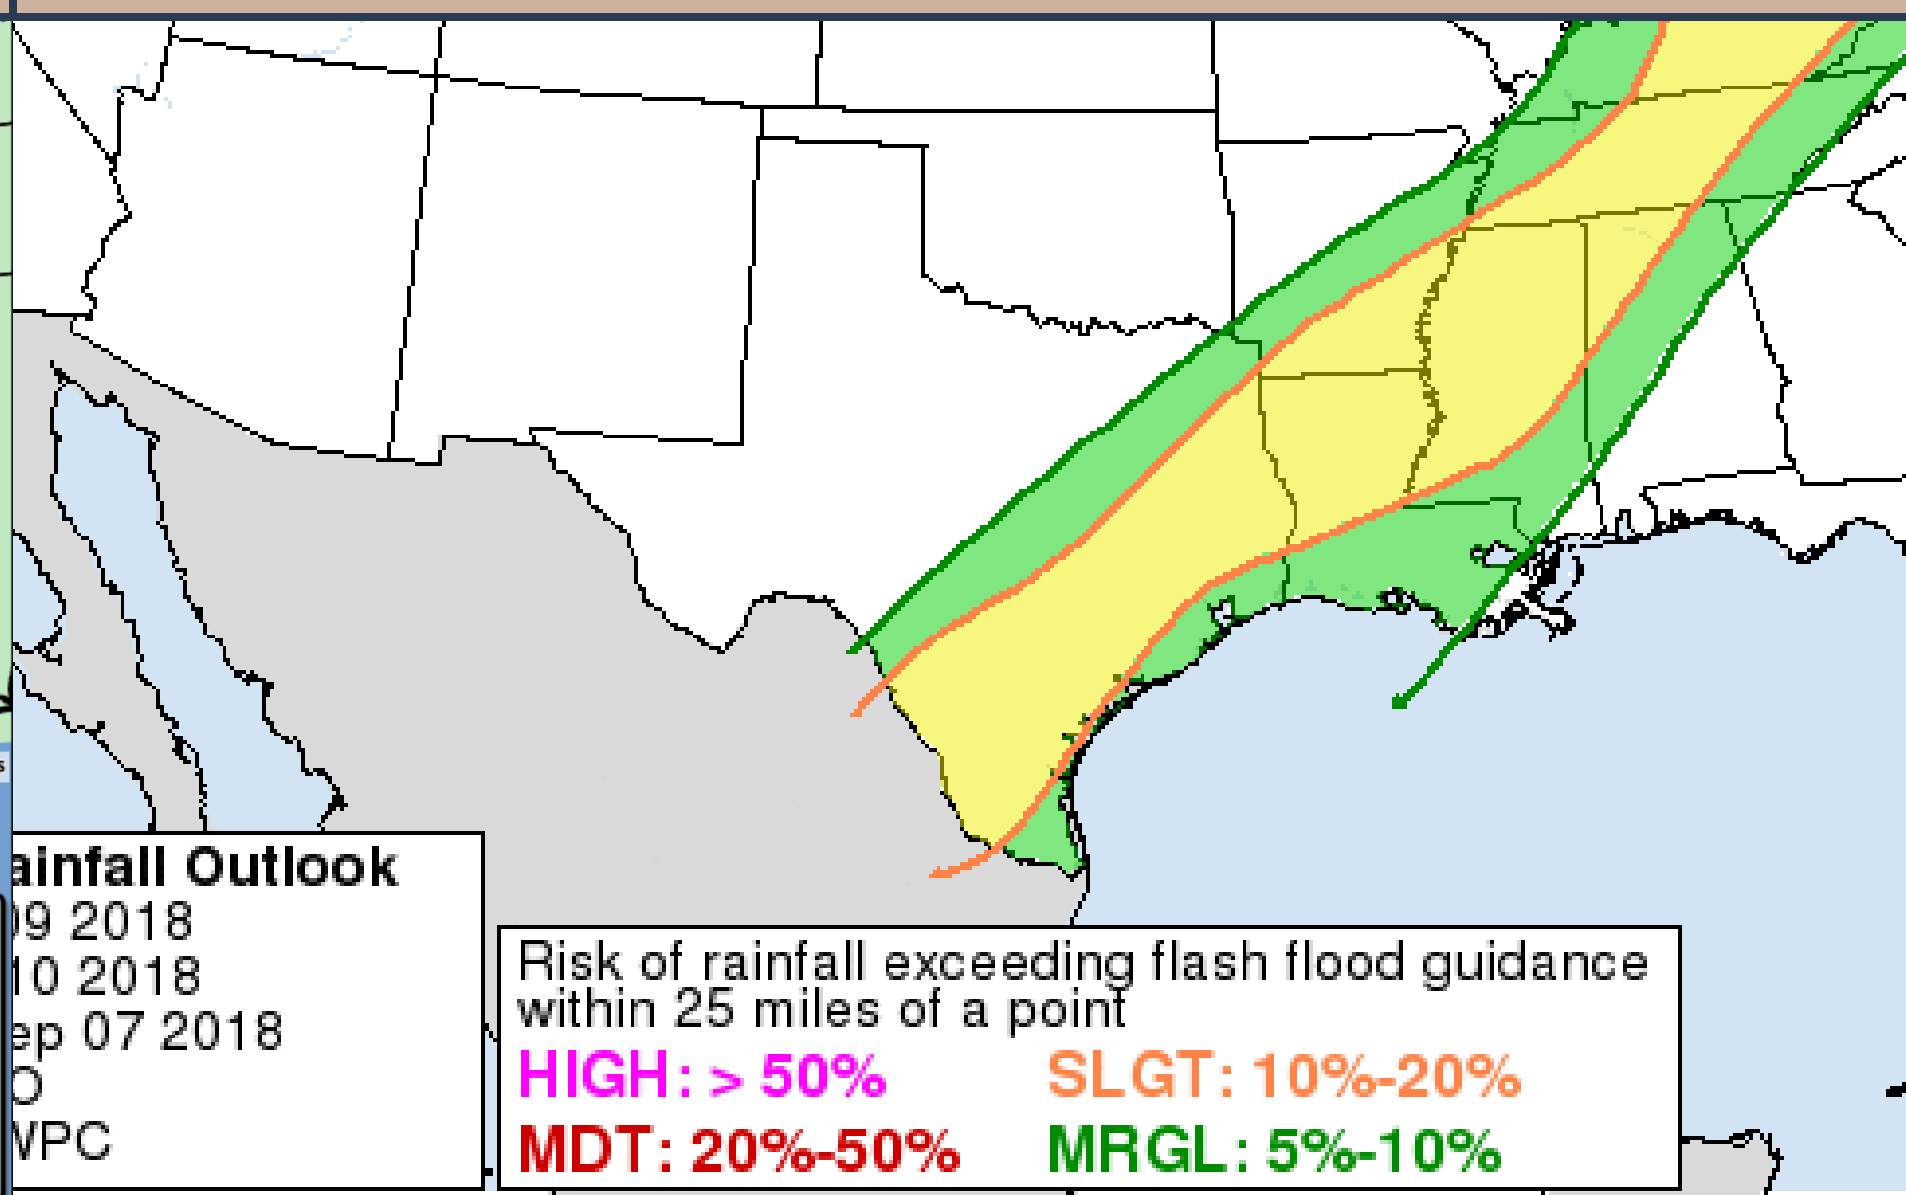 s
ainfall Outlook
09 2018
10 2018
ep 07 2018
O
WPC
Risk of rainfall exceeding flash flood guidance
within 25 miles of a point
HIGH: > 50%
SLGT: 10%-20%
MDT: 20%-50%
MRGL: 5%-10%